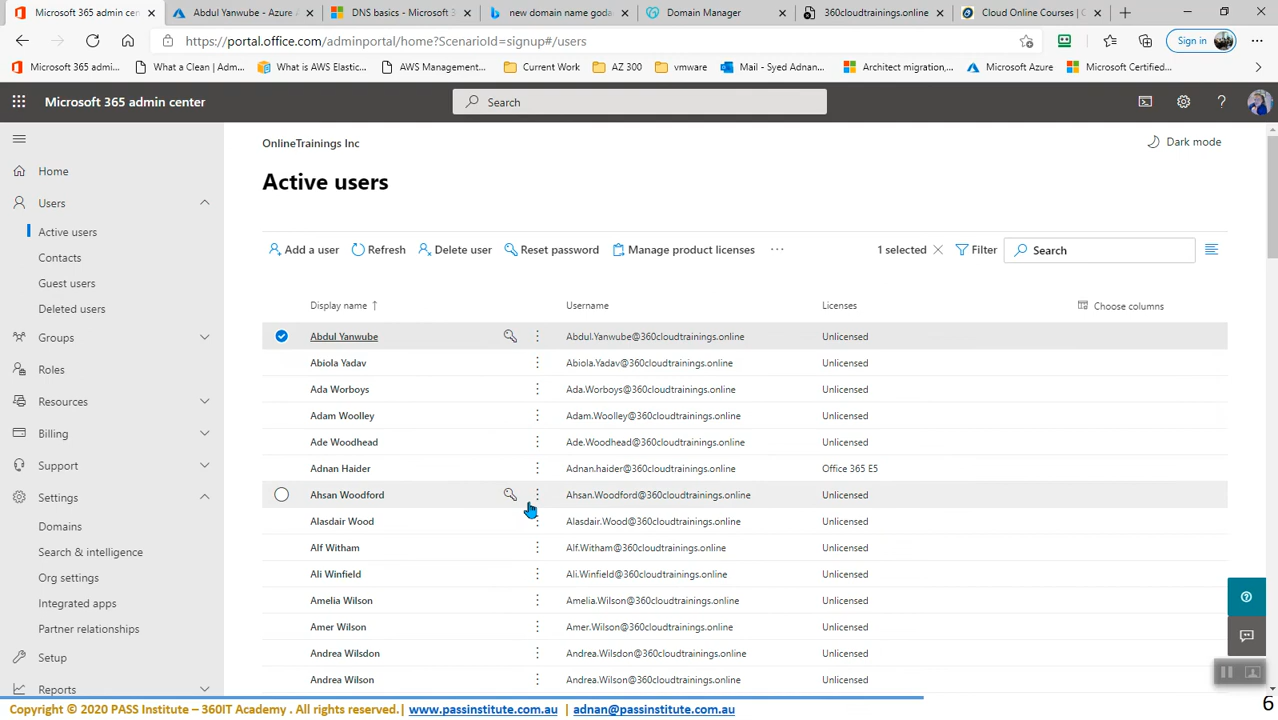 Microsoft 365 admin cent
Abdul Yanwube - Azure A
DNS basics - Microsoft 3
new domain name goda
Domain Manager
360cloudtrainings.online
Cloud Online Courses | C
https://portal.office.com/adminportal/home?ScenarioId=signup#/users
Sign in
Microsoft 365 admi...
What a Clean | Adm...
What is AWS Elastic...
AWS Management...
Current Work
AZ 300
vmware
Mail - Syed Adnan...
Architect migration,...
Microsoft Azure
Microsoft Certified...
Microsoft 365 admin center
Search
OnlineTrainings Inc
Dark mode
Active users
Home
Users
Active users
Contacts
Guest users
Deleted users
Groups
Roles
Resources
Billing
Support
Settings
Domains
Search & intelligence
Org settings
Integrated apps
Partner relationships
Setup
Reports
Add a user
Refresh
Delete user
Reset password
Manage product licenses
1 selected
Filter
Search
Display name ↑ Username Licenses Choose columns
Abdul Yanwube Abdul.Yanwube@360cloudtrainings.online Unlicensed
Abiola Yadav Abiola.Yadav@360cloudtrainings.online Unlicensed
Ada Worboys Ada.Worboys@360cloudtrainings.online Unlicensed
Adam Woolley Adam.Woolley@360cloudtrainings.online Unlicensed
Ade Woodhead Ade.Woodhead@360cloudtrainings.online Unlicensed
Adnan Haider Adnan.haider@360cloudtrainings.online Office 365 E5
Ahsan Woodford Ahsan.Woodford@360cloudtrainings.online Unlicensed
Alasdair Wood Alasdair.Wood@360cloudtrainings.online Unlicensed
Alf Witham Alf.Witham@360cloudtrainings.online Unlicensed
Ali Winfield Ali.Winfield@360cloudtrainings.online Unlicensed
Amelia Wilson Amelia.Wilson@360cloudtrainings.online Unlicensed
Amer Wilson Amer.Wilson@360cloudtrainings.online Unlicensed
Andrea Wilsdon Andrea.Wilsdon@360cloudtrainings.online Unlicensed
Andrea Wilson Andrea.Wilson@360cloudtrainings.online Unlicensed
Copyright © 2020 PASS Institute – 360IT Academy . All rights reserved.| www.passinstitute.com.au | adnan@passinstitute.com.au
6